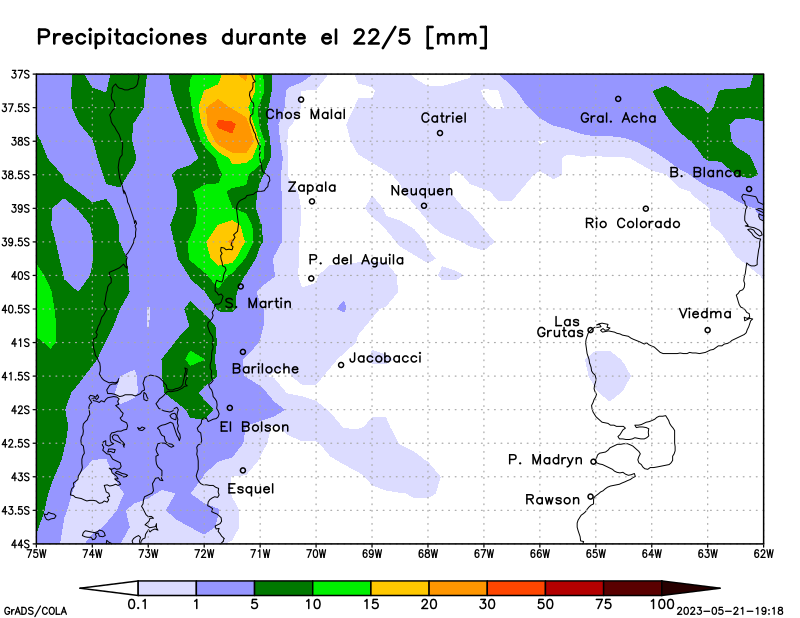 Precipitaciones durante el 22/5 [mm]
37S
37.5S
38S
38.5S
39S
39.5S
40S
40.5S
41S
41.5S
42S
42.5S
43S
43.5S
44S
Chos Malal
Catriel
Gral. Acha
B. Blanca
Zapala
Neuquen
Rio Colorado
P. del Aguila
S. Martin
Las
Grutas
Viedma
Jacobacci
Bariloche
El Bolson
P. Madryn
Esquel
Rawson
75W 74W 73W 72W 71W 70W 69W 68W 67W 66W 65W 64W 63W 62W
0.1 1 5 10 15 20 30 50 75 100
GrADS/COLA
2023-05-21-19:18